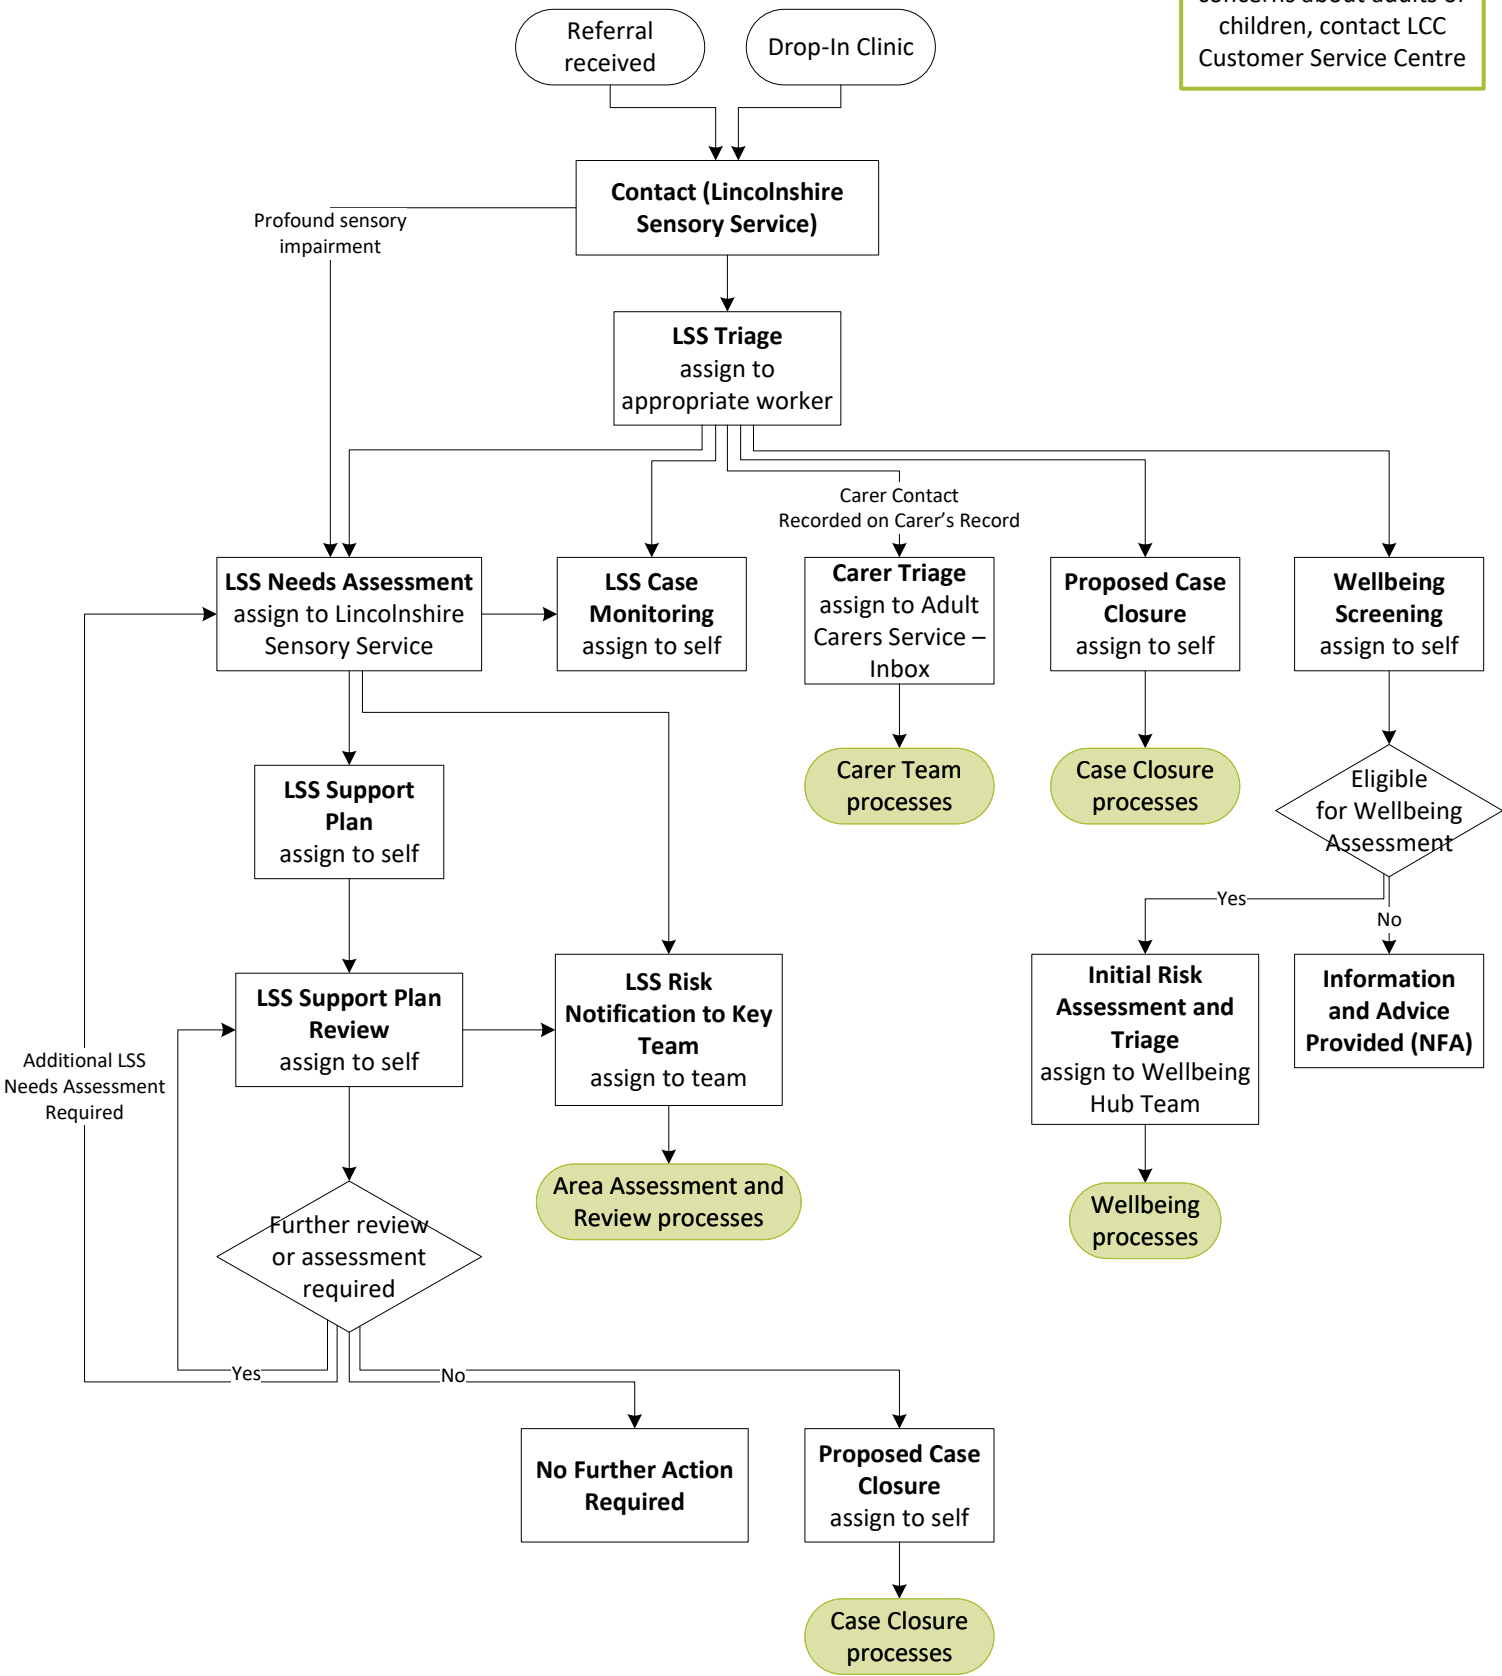 children, contact LCC
Customer Service Centre
Referral
received
Drop-In Clinic
Contact (Lincolnshire
Sensory Service)
Profound sensory
impairment
LSS Triage
assign to
appropriate worker
Carer Contact
Recorded on Carer’s Record
LSS Needs Assessment
assign to Lincolnshire
Sensory Service
LSS Case
Monitoring
assign to self
Carer Triage
assign to Adult
Carers Service –
Inbox
Proposed Case
Closure
assign to self
Wellbeing
Screening
assign to self
Carer Team
processes
Case Closure
processes
Eligible
for Wellbeing
Assessment
LSS Support
Plan
assign to self
Yes
No
LSS Support Plan
Review
assign to self
LSS Risk
Notification to Key
Team
assign to team
Initial Risk
Assessment and
Triage
assign to Wellbeing
Hub Team
Information
and Advice
Provided (NFA)
Additional LSS
Needs Assessment
Required
Area Assessment and
Review processes
Wellbeing
processes
Further review
or assessment
required
Yes
No
No Further Action
Required
Proposed Case
Closure
assign to self
Case Closure
processes